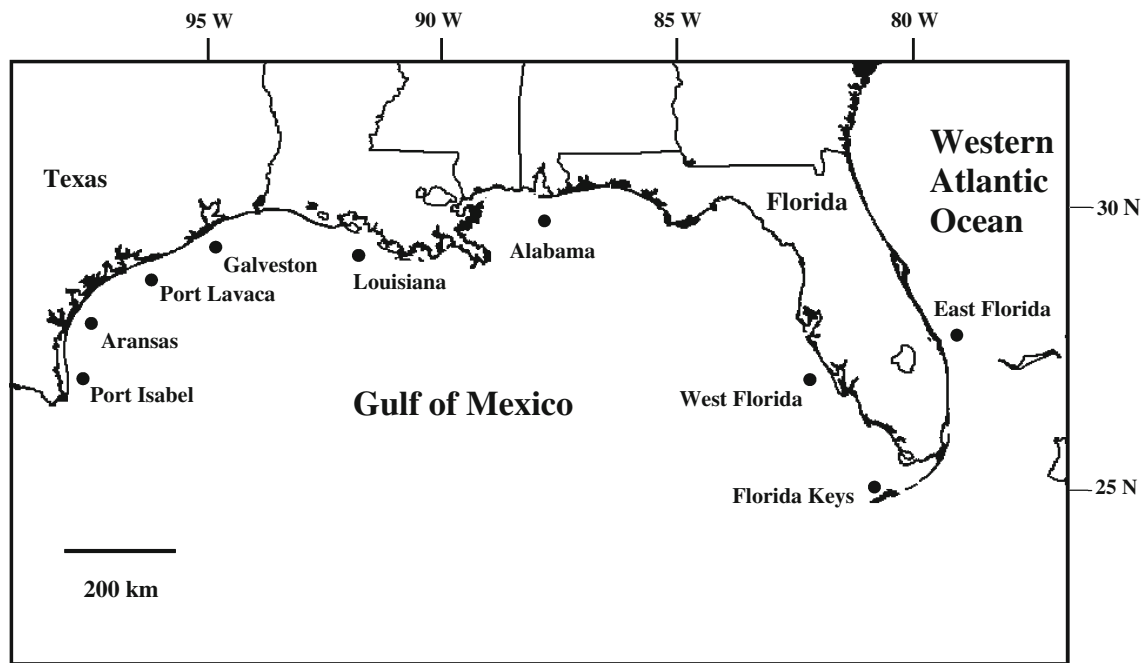 95 W
90 W
85 W
80 W
Texas
Western
Atlantic
Ocean
Florida
30 N
Galveston
Louisiana
Alabama
Port Lavaca
East Florida
Aransas
Port Isabel
Gulf of Mexico
West Florida
Florida Keys
25 N
200 km